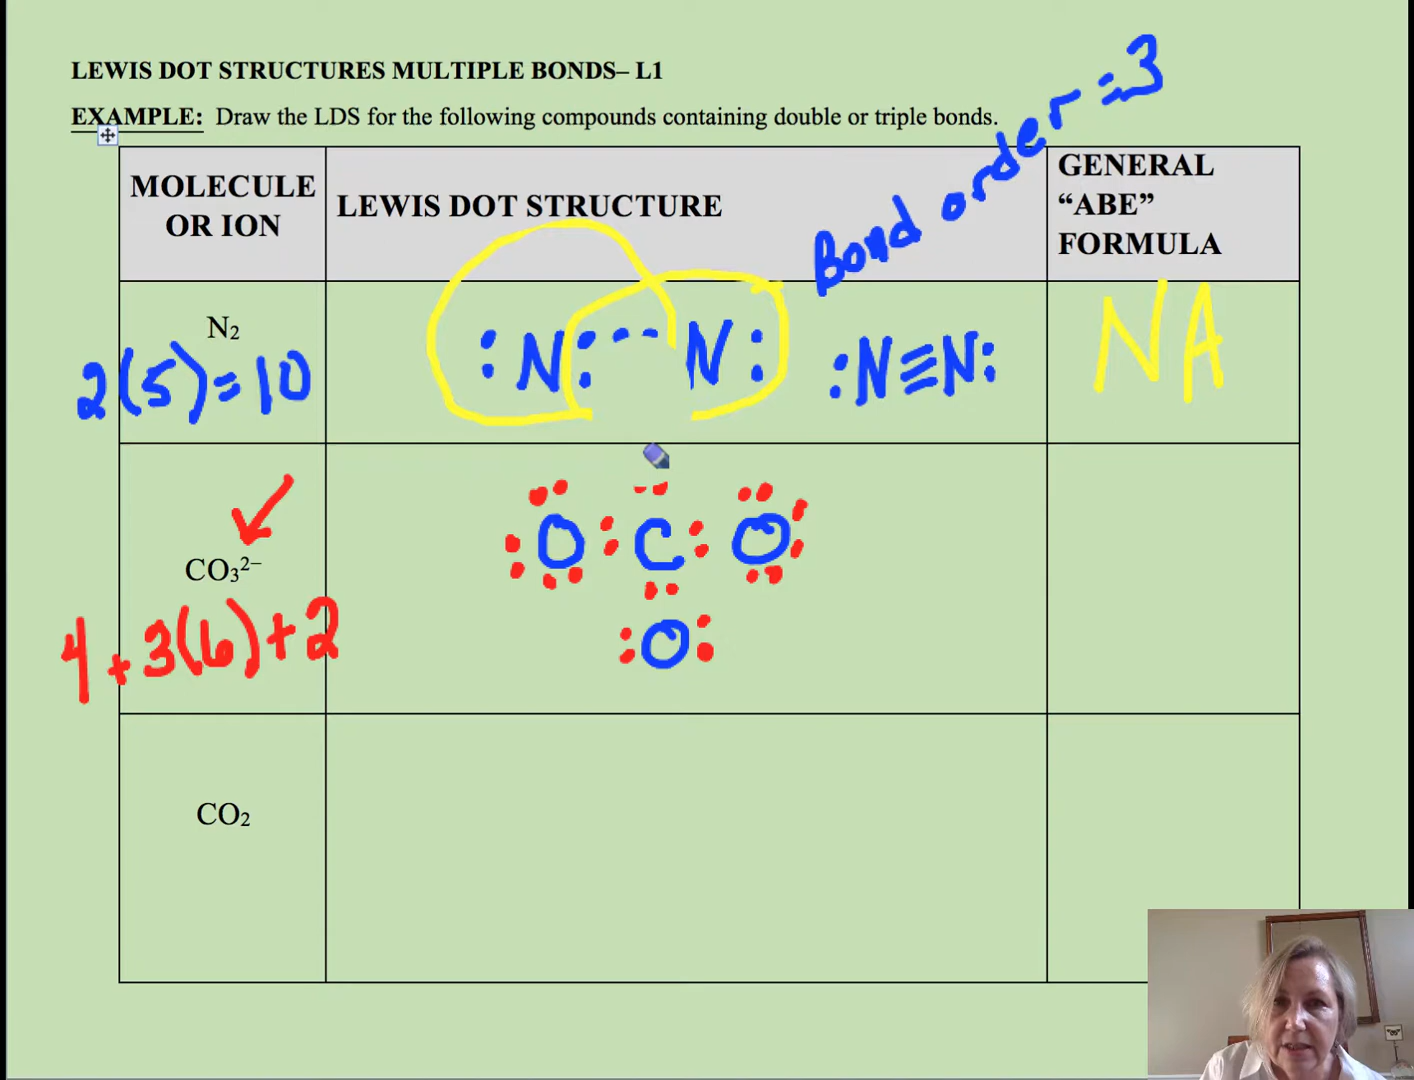 LEWIS DOT STRUCTURES MULTIPLE BONDS– L1
EXAMPLE: Draw the LDS for the following compounds containing double or triple bonds.
Bond order = 3
MOLECULE OR ION
LEWIS DOT STRUCTURE
GENERAL “ABE” FORMULA
N₂
2(5)=10
:N: ·· N:
:N≡N:
NA
CO₃²⁻
4+3(6)+2
O : C : O
:O:
CO₂